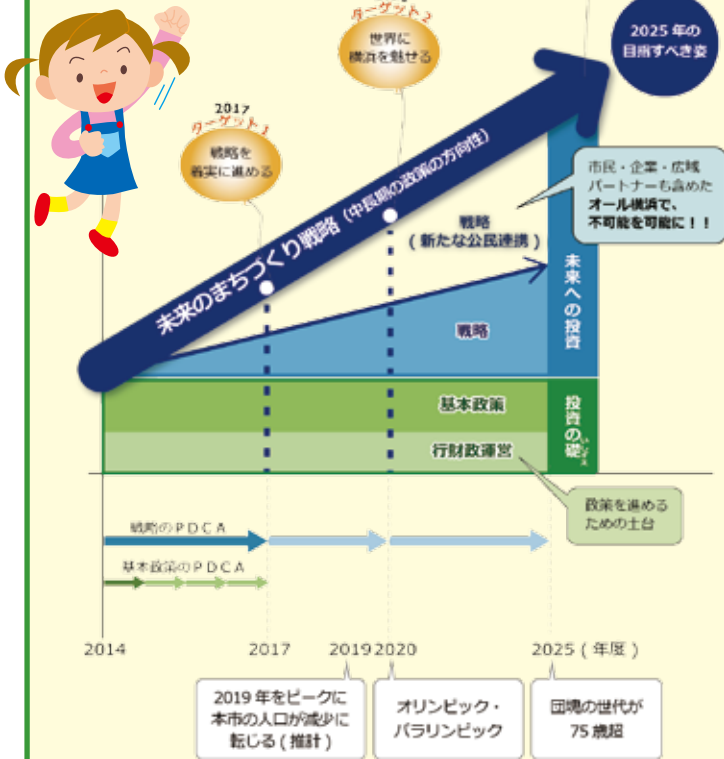 ターゲット2
世界に
横浜を魅せる
2025年の
目指すべき姿
2017
ターゲット1
戦略を
着実に進める
未来のまちづくり戦略(中長期の政策の方向性)
市民・企業・広域
パートナーも含めた
オール横浜で、
不可能を可能に!!
戦略
(新たな公民連携)
未来への投資
戦略
基本政策
行財政運営
投資の礎
いしずえ
政策を進める
ための土台
戦略のPDCA
基本政策のPDCA
2014
2017
2019
2020
2025(年度)
2019年をピークに
本市の人口が減少に
転じる(推計)
オリンピック・
パラリンピック
団塊の世代が
75歳超